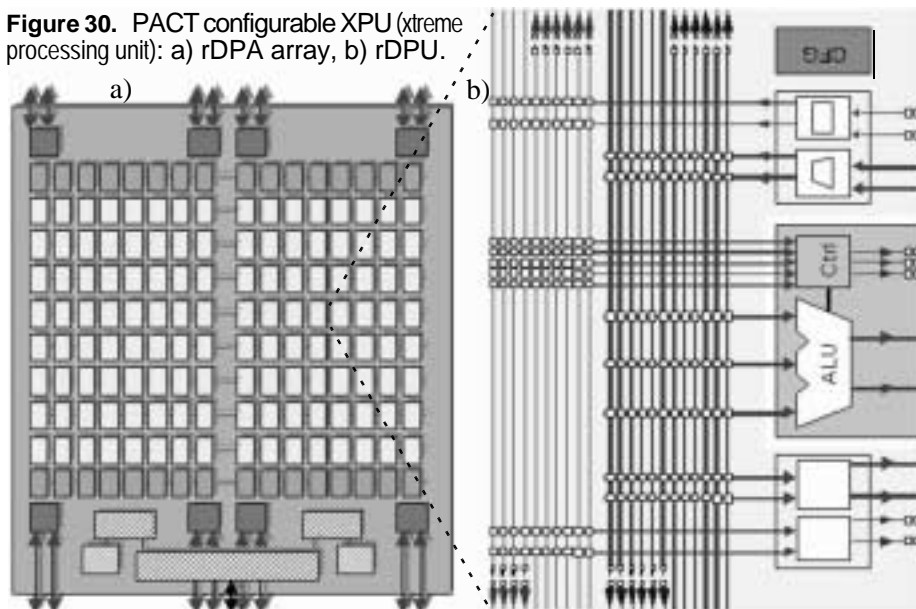 Figure 30. PACT configurable XPU (xtreme
processing unit): a) rDPA array, b) rDPU.
a)
b)
CFG
Ctrl
ALU